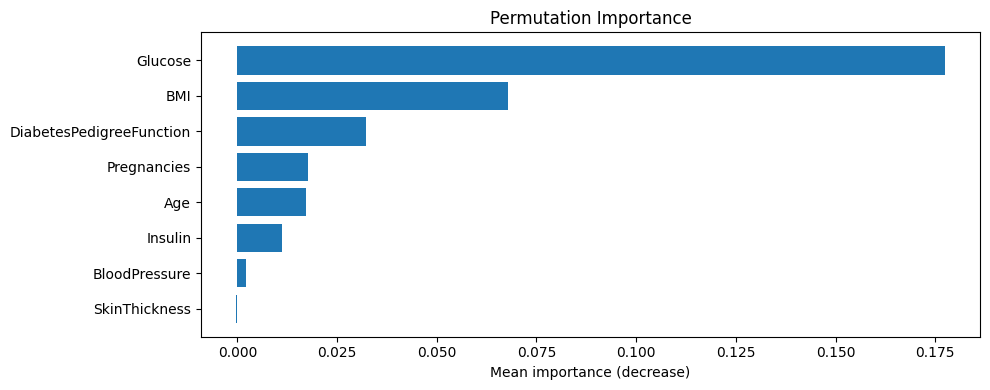 Permutation Importance
Glucose
BMI
DiabetesPedigreeFunction
Pregnancies
Age
Insulin
BloodPressure
SkinThickness
0.000 0.025 0.050 0.075 0.100 0.125 0.150 0.175
Mean importance (decrease)